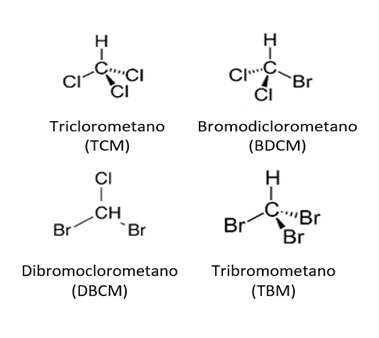 H
C
Cl Cl
Cl
Triclorometano
(TCM)
H
Cl C
Br
Cl
Bromodiclorometano
(BDCM)
Cl
CH
Br Br
Dibromoclorometano
(DBCM)
H
C
Br Br
Br
Tribromometano
(TBM)